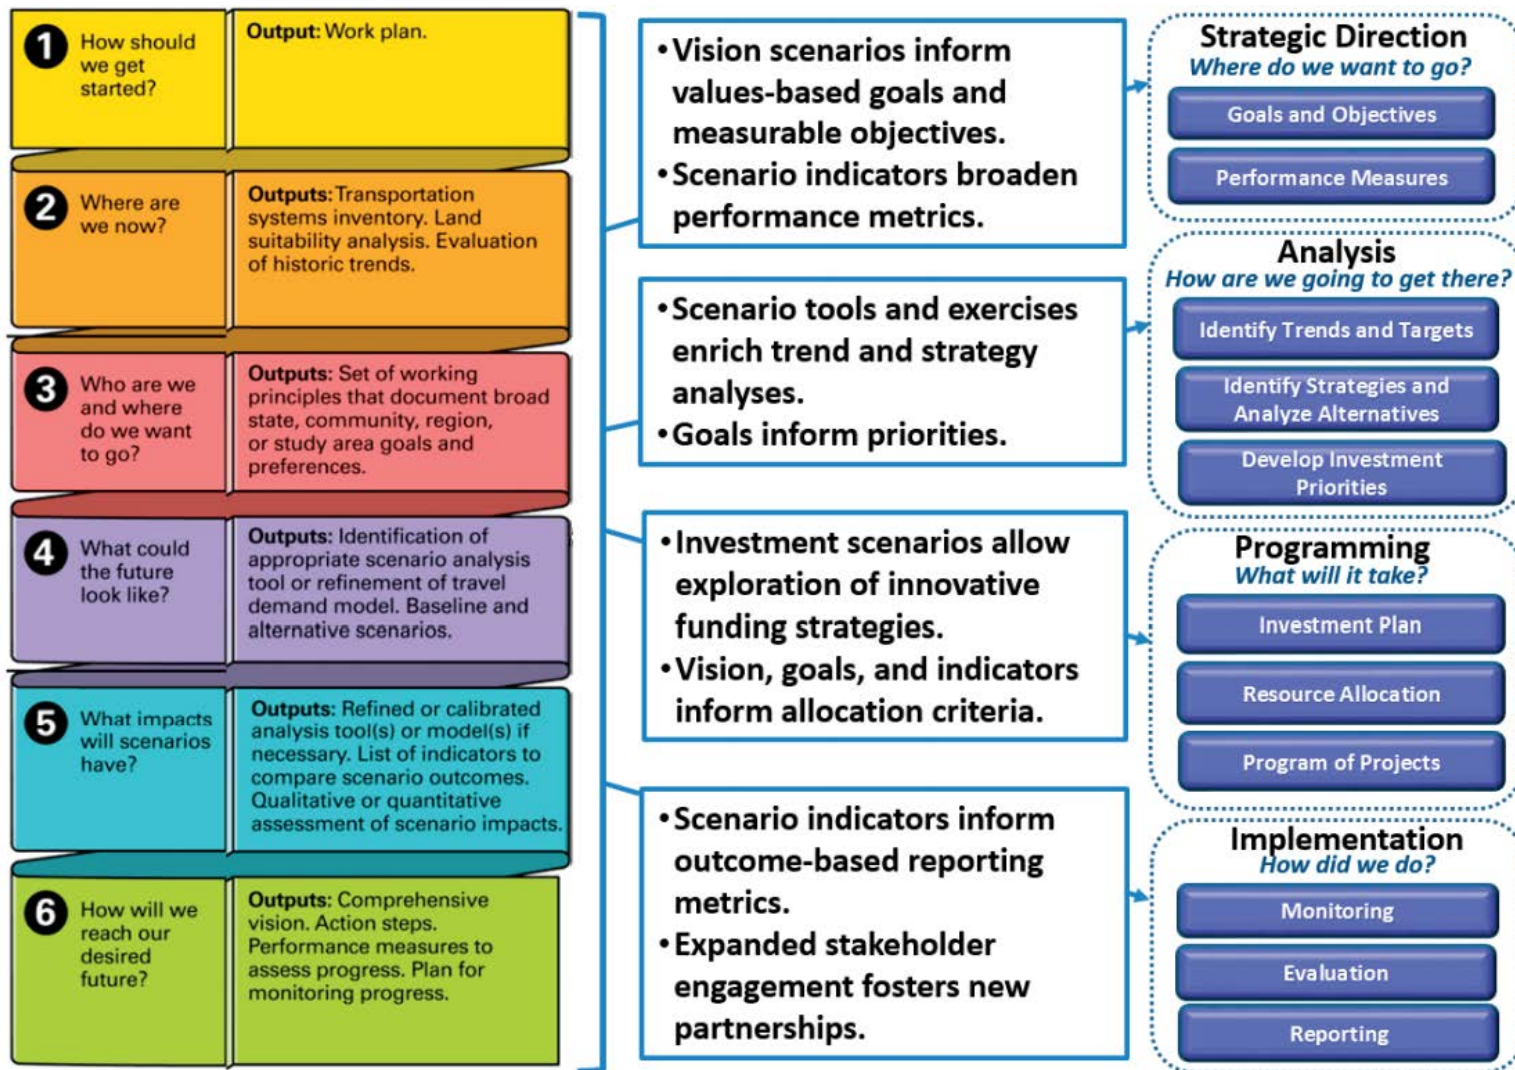 1
How should
we get
started?
Output: Work plan.
2
Where are
we now?
Outputs: Transportation
systems inventory. Land
suitability analysis. Evaluation
of historic trends.
3
Who are we
and where
do we want
to go?
Outputs: Set of working
principles that document broad
state, community, region,
or study area goals and
preferences.
4
What could
the future
look like?
Outputs: Identification of
appropriate scenario analysis
tool or refinement of travel
demand model. Baseline and
alternative scenarios.
5
What impacts
will scenarios
have?
Outputs: Refined or calibrated
analysis tool(s) or model(s) if
necessary. List of indicators to
compare scenario outcomes.
Qualitative or quantitative
assessment of scenario impacts.
6
How will we
reach our
desired
future?
Outputs: Comprehensive
vision. Action steps.
Performance measures to
assess progress. Plan for
monitoring progress.
•Vision scenarios inform
values-based goals and
measurable objectives.
•Scenario indicators broaden
performance metrics.
•Scenario tools and exercises
enrich trend and strategy
analyses.
•Goals inform priorities.
•Investment scenarios allow
exploration of innovative
funding strategies.
•Vision, goals, and indicators
inform allocation criteria.
•Scenario indicators inform
outcome-based reporting
metrics.
•Expanded stakeholder
engagement fosters new
partnerships.
Strategic Direction
Where do we want to go?
Goals and Objectives
Performance Measures
Analysis
How are we going to get there?
Identify Trends and Targets
Identify Strategies and
Analyze Alternatives
Develop Investment
Priorities
Programming
What will it take?
Investment Plan
Resource Allocation
Program of Projects
Implementation
How did we do?
Monitoring
Evaluation
Reporting